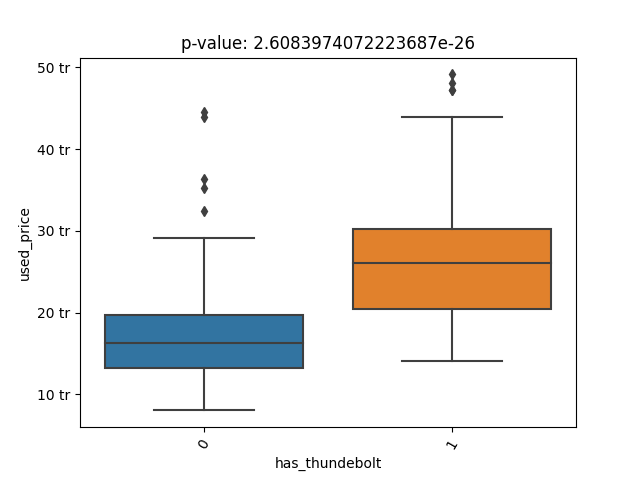 p-value: 2.6083974072223687e-26
50 tr
40 tr
30 tr
20 tr
10 tr
used_price
0
1
has_thundebolt